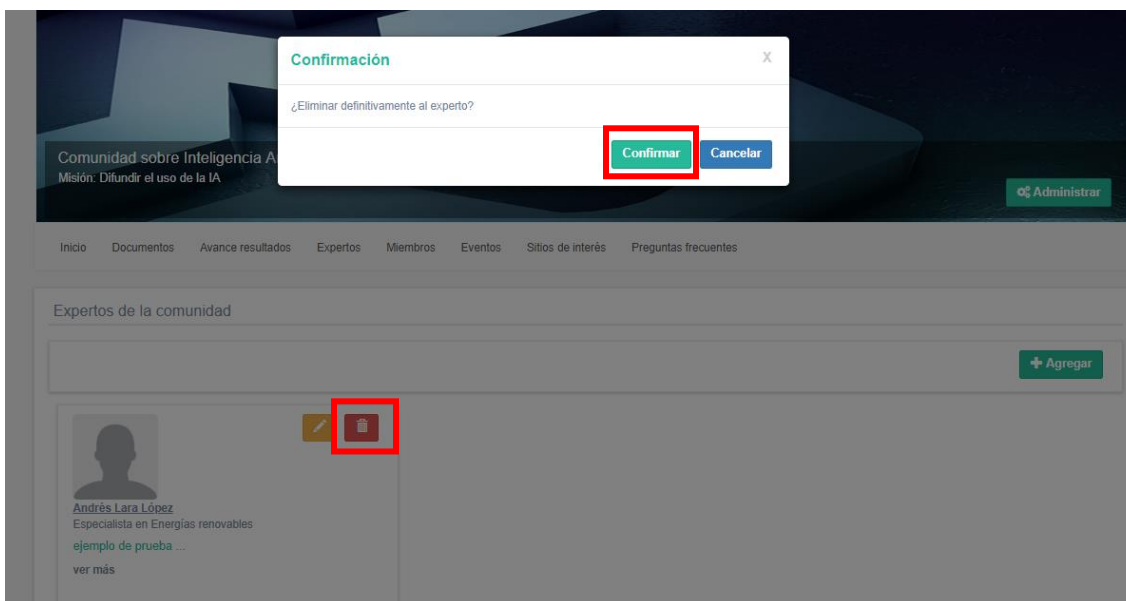 Confirmación
X
¿Eliminar definitivamente al experto?
Confirmar
Cancelar
Comunidad sobre Inteligencia A
Misión: Difundir el uso de la IA
Administrar
Inicio Documentos Avance resultados Expertos Miembros Eventos Sitios de interés Preguntas frecuentes
Expertos de la comunidad
Agregar
Andrés Lara López
Especialista en Energías renovables
ejemplo de prueba ...
ver más